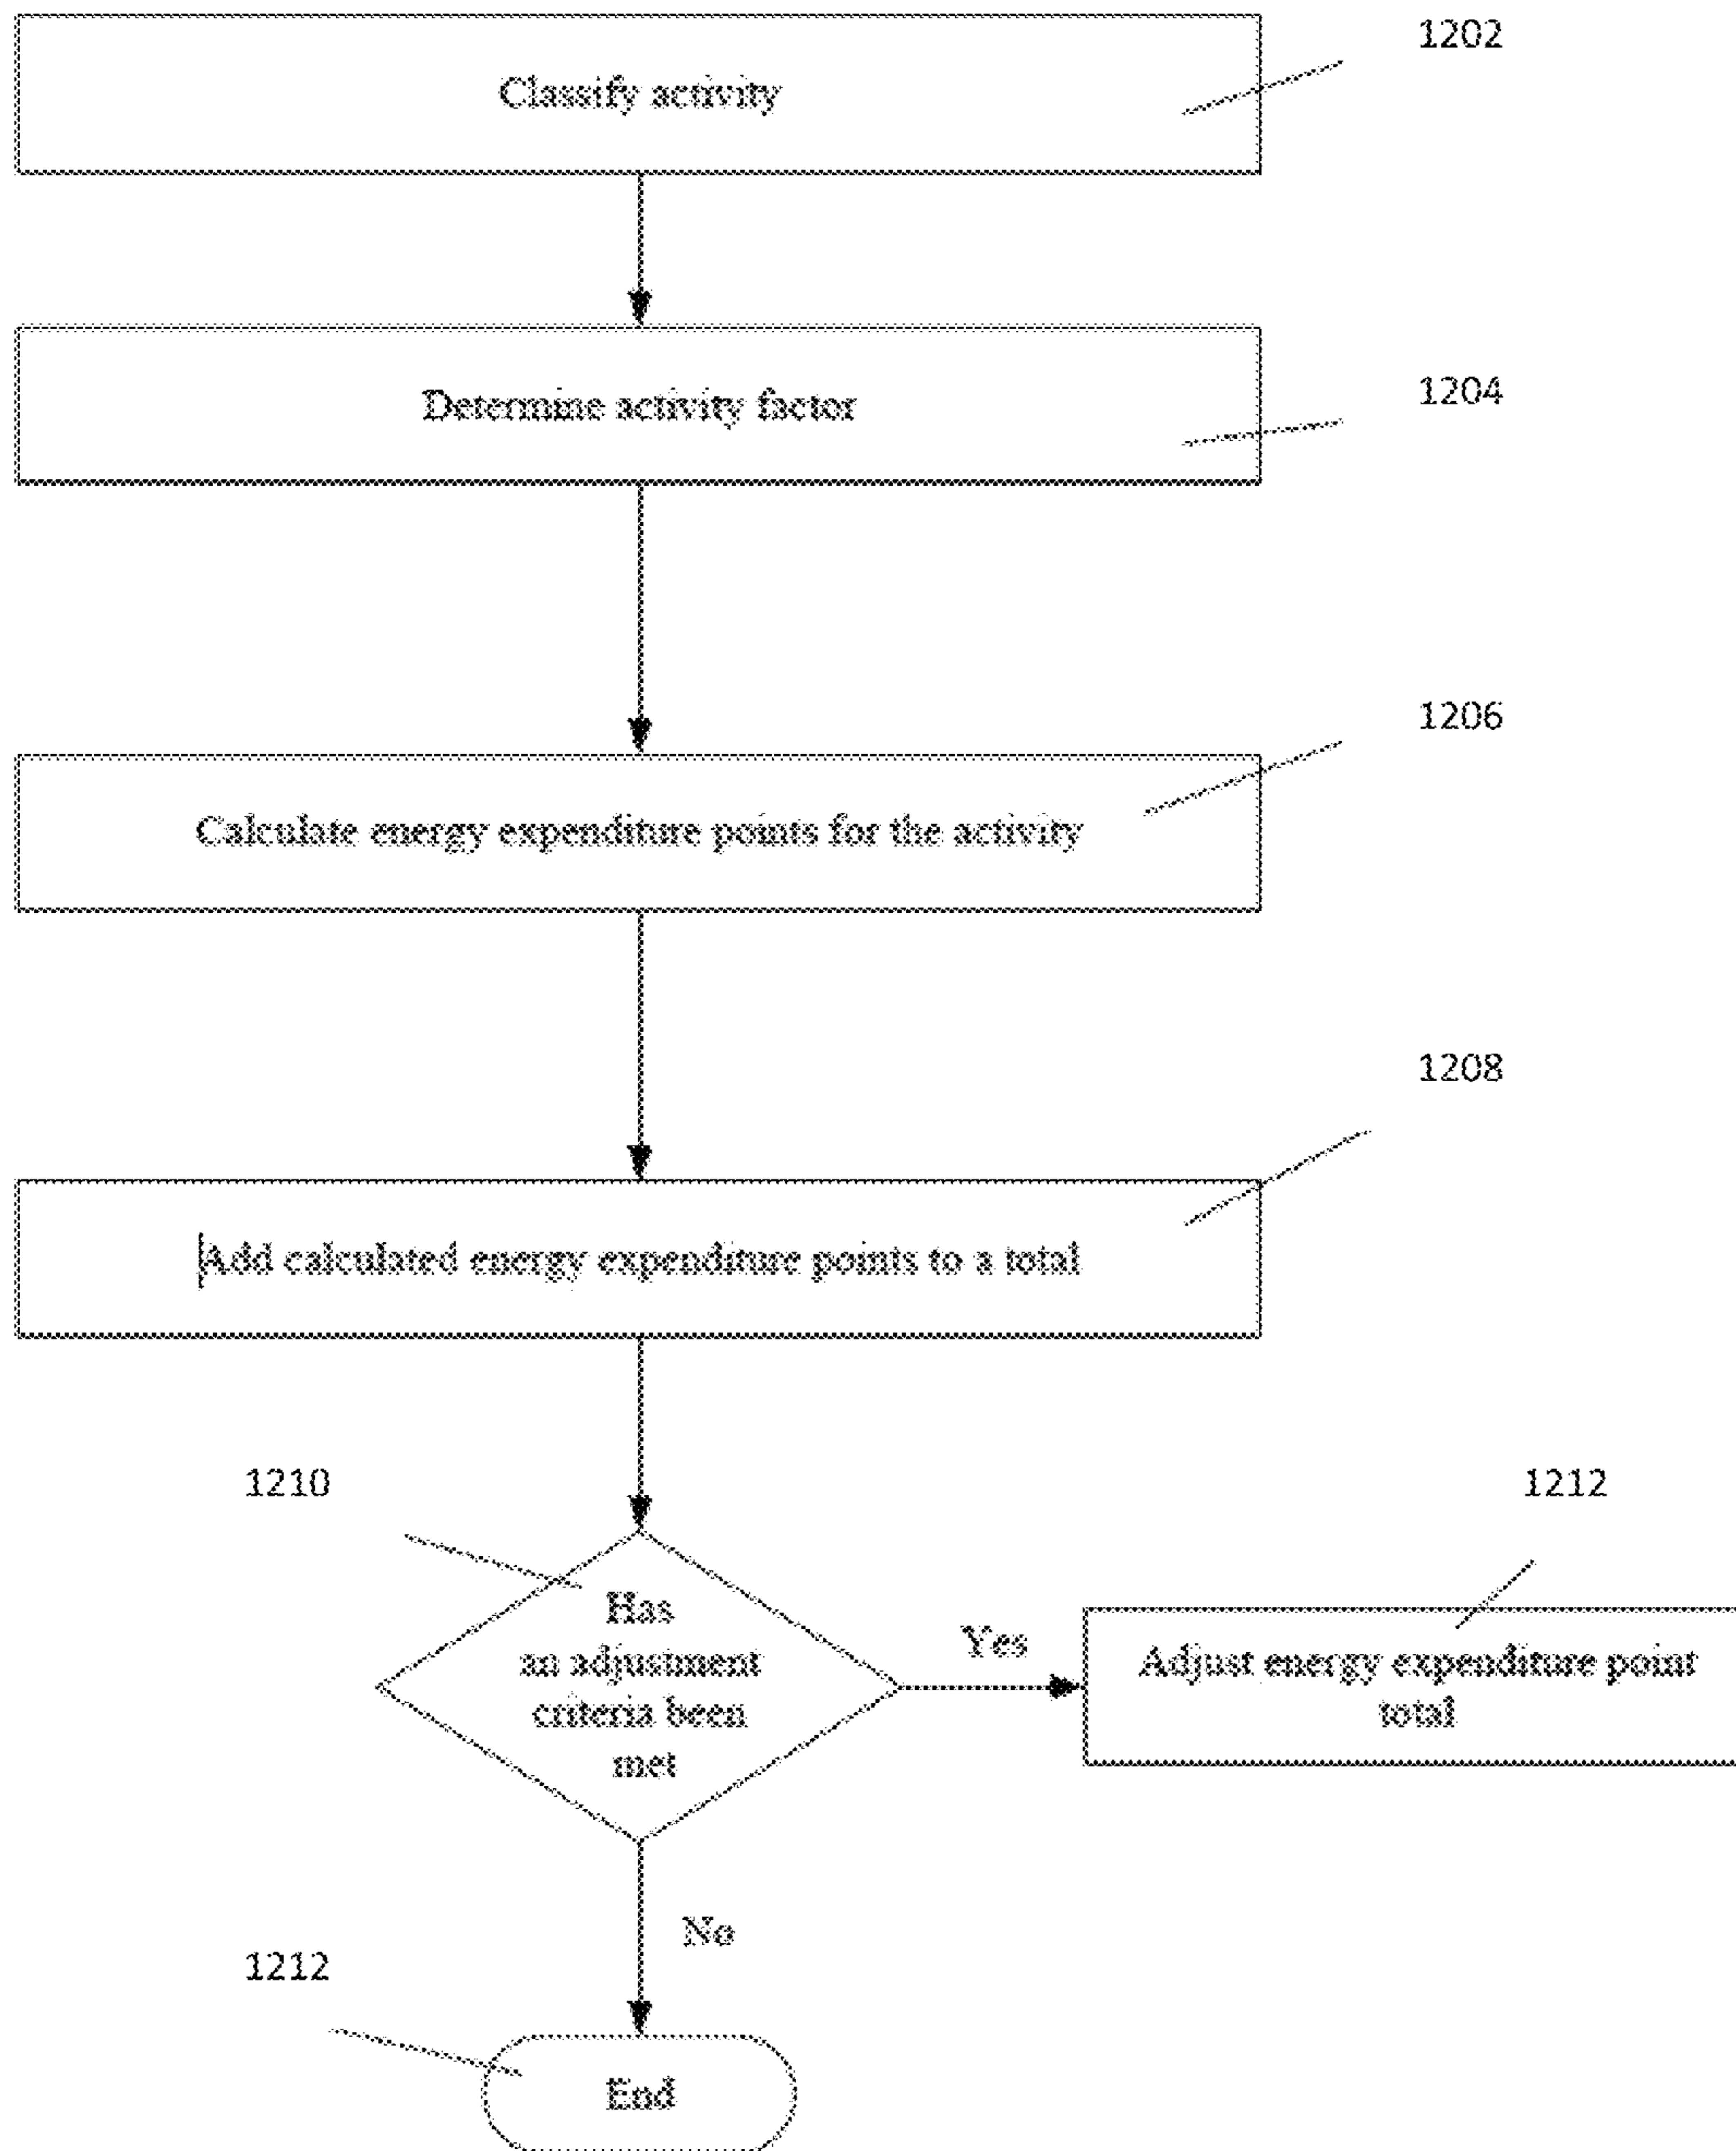 1202
Classify activity
1204
Determine activity factor
1206
Calculate energy expenditure points for the activity
1208
Add calculated energy expenditure points to a total
1210
1212
Has
an adjustment
criteria been
met
Yes
Adjust energy expenditure point
total
No
1212
End